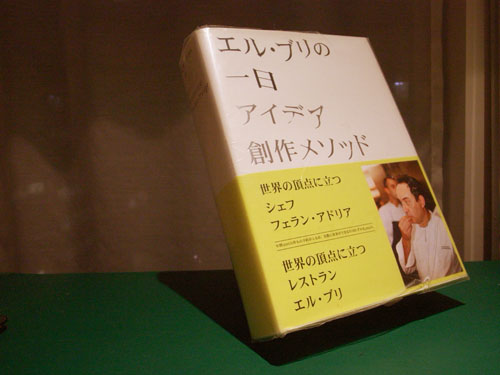 エル・ブリの
一日
アイデア
創作メソッド
世界の頂点に立つ
シェフ
フェラン・アドリア
世界の頂点に立つ
レストラン
エル・ブリ